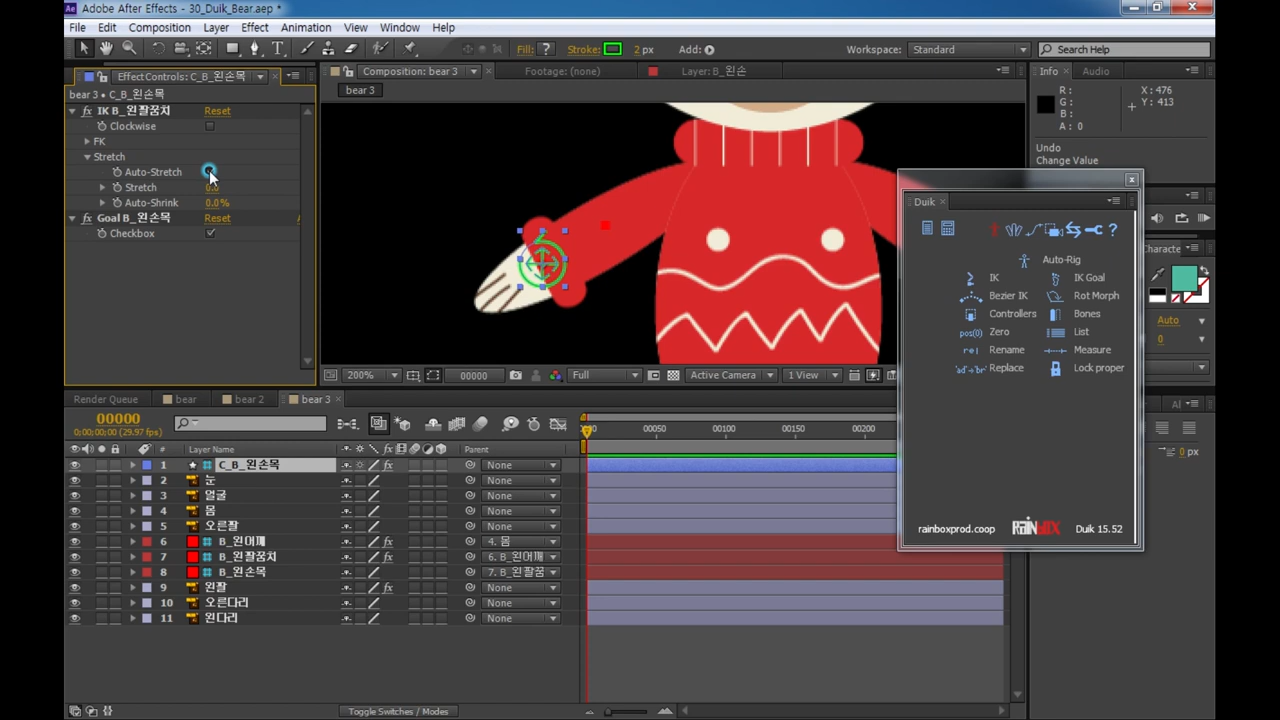 Adobe After Effects - 30_Duik_Bear.aep *
File Edit Composition Layer Effect Animation View Window Help
Fill: ? Stroke: 2 px Add: Workspace: Standard Search Help
Effect Controls: C_B_왼손목
bear 3 • C_B_왼손목
IK B_왼팔꿈치 Reset
Clockwise
FK
Stretch
Auto-Stretch
Stretch 0.0
Auto-Shrink 0.0%
Goal B_왼손목 Reset
Checkbox
Composition: bear 3 Footage: (none) Layer: B_왼손
bear 3
200% 00000 Full Active Camera 1 View
Info Audio
R: X: 476
G: Y: 413
B:
A: 0
Undo
Change Value
Duik
Auto-Rig
IK IK Goal
Bezier IK Rot Morph
Controllers Bones
pos(0) Zero List
Rename Measure
Replace Lock proper
rainboxprod.coop RAINBOX Duik 15.52
Characte
Auto
0
Al
0 px
Render Queue bear bear 2 bear 3
00000
0;00;00;00 (29.97 fps)
# Layer Name Parent
00050 00100 00150 00200
1 C_B_왼손목 None
2 눈 None
3 얼굴 None
4 몸 None
5 오른팔 None
6 B_왼어깨 4. 몸
7 B_왼팔꿈치 6. B_왼어깨
8 B_왼손목 7. B_왼팔꿈
9 왼팔 None
10 오른다리 None
11 왼다리 None
Toggle Switches / Modes